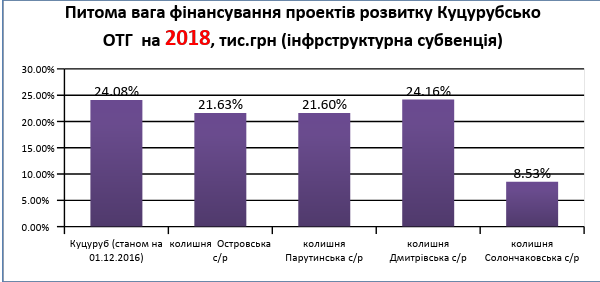 Питома вага фінансування проектів розвитку Куцурубсько
ОТГ на 2018, тис.грн (інфрструктурна субвенція)
30.00%
25.00%
20.00%
15.00%
10.00%
5.00%
0.00%
24.08%
21.63%
21.60%
24.16%
8.53%
Куцуруб (станом на
01.12.2016)
колишня Островська
с/р
колишня
Парутинська с/р
колишня
Дмитрівська с/р
колишня
Солончаковська с/р